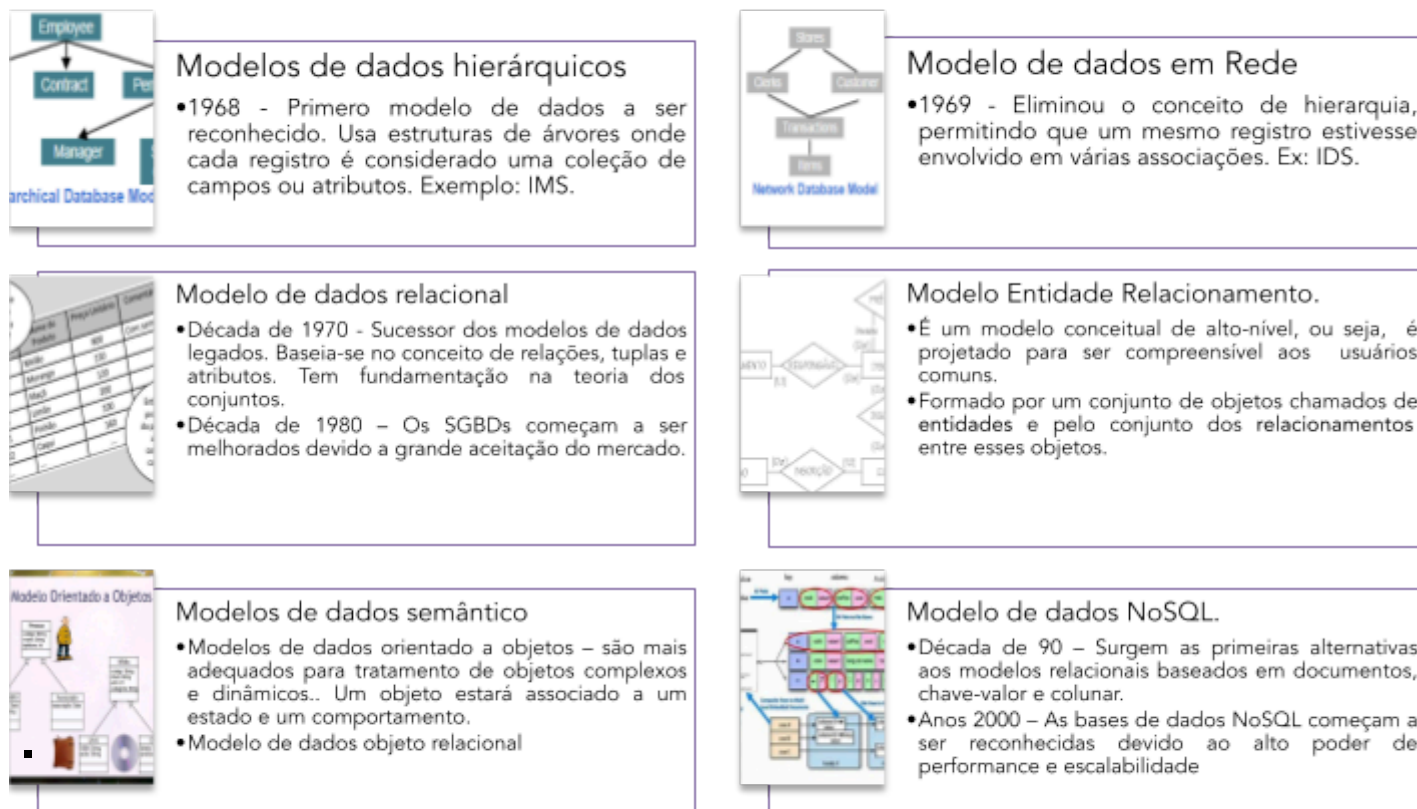 Employee
Contract
Manager
archical Database Mod
Modelos de dados hierárquicos
•1968 - Primero modelo de dados a ser
reconhecido. Usa estruturas de árvores onde
cada registro é considerado uma coleção de
campos ou atributos. Exemplo: IMS.
Stores
Customer
Transactions
Items
Network Database Model
Modelo de dados em Rede
•1969 - Eliminou o conceito de hierarquia,
permitindo que um mesmo registro estivesse
envolvido em várias associações. Ex: IDS.
Modelo de dados relacional
•Década de 1970 - Sucessor dos modelos de dados
legados. Baseia-se no conceito de relações, tuplas e
atributos. Tem fundamentação na teoria dos
conjuntos.
•Década de 1980 – Os SGBDs começam a ser
melhorados devido a grande aceitação do mercado.
Modelo Entidade Relacionamento.
•É um modelo conceitual de alto-nível, ou seja, é
projetado para ser compreensível aos usuários
comuns.
•Formado por um conjunto de objetos chamados de
entidades e pelo conjunto dos relacionamentos
entre esses objetos.
Modelo Orientado a Objetos
Modelos de dados semântico
•Modelos de dados orientado a objetos – são mais
adequados para tratamento de objetos complexos
e dinâmicos.. Um objeto estará associado a um
estado e um comportamento.
•Modelo de dados objeto relacional
Modelo de dados NoSQL.
•Década de 90 – Surgem as primeiras alternativas
aos modelos relacionais baseados em documentos,
chave-valor e colunar.
•Anos 2000 – As bases de dados NoSQL começam a
ser reconhecidas devido ao alto poder de
performance e escalabilidade